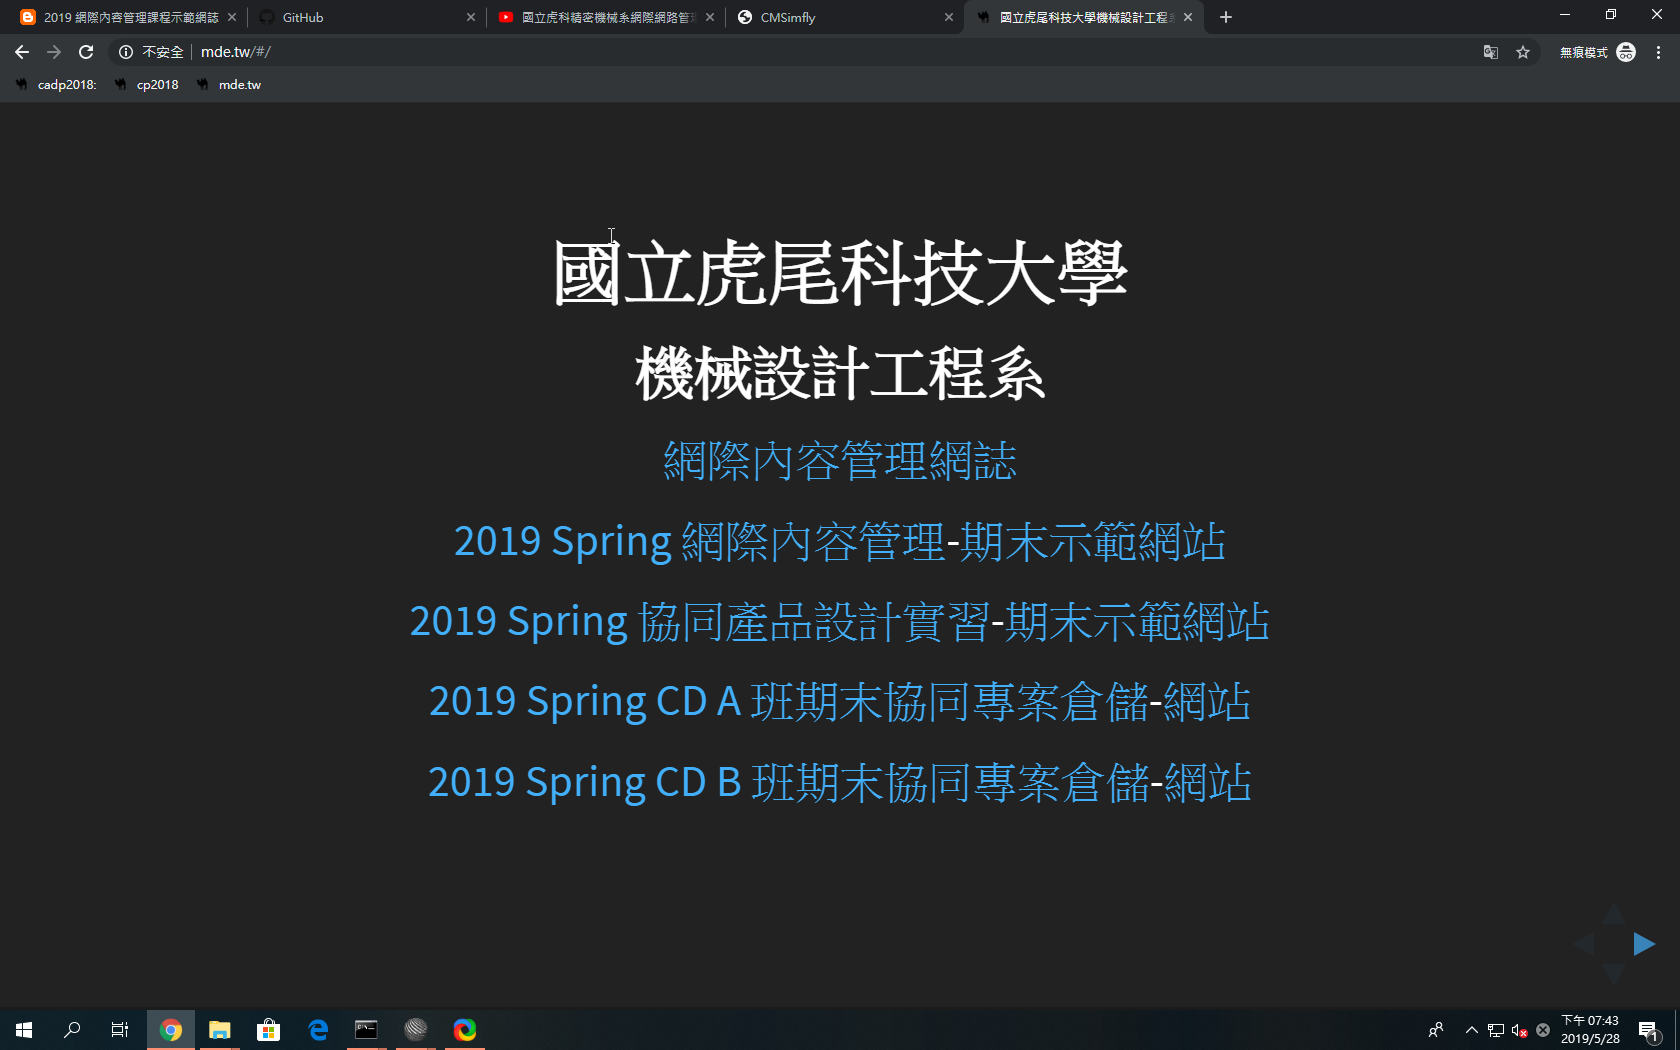 2019 網際內容管理課程示範網誌
GitHub
國立虎科精密機械系網際網路管
CMSimfly
國立虎尾科技大學機械設計工程
不安全
mde.tw/#/
無痕模式
cadp2018:
cp2018
mde.tw
國立虎尾科技大學
機械設計工程系
網際內容管理網誌
2019 Spring 網際內容管理-期末示範網站
2019 Spring 協同產品設計實習-期末示範網站
2019 Spring CD A 班期末協同專案倉儲-網站
2019 Spring CD B 班期末協同專案倉儲-網站
下午 07:43
2019/5/28
1